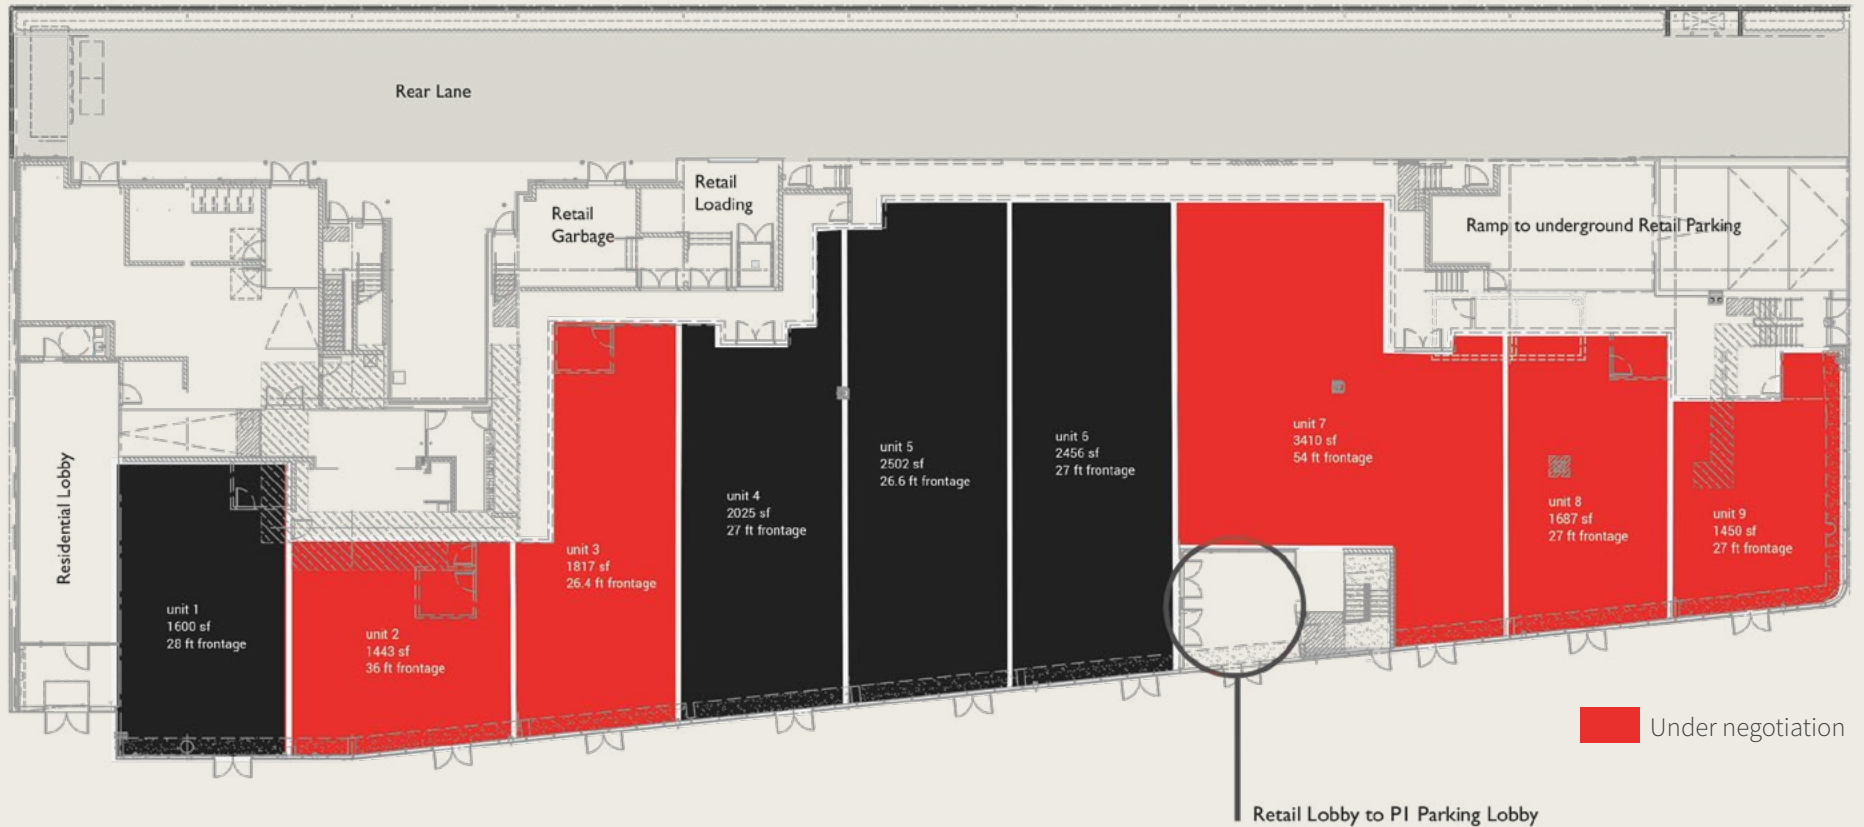 Rear Lane
Retail
Loading
Retail
Garbage
Ramp to underground Retail Parking
Residential Lobby
unit 1
1600 sf
28 ft frontage
unit 2
1443 sf
36 ft frontage
unit 3
1817 sf
26.4 ft frontage
unit 4
2025 sf
27 ft frontage
unit 5
2502 sf
26.6 ft frontage
unit 6
2456 sf
27 ft frontage
unit 7
3410 sf
54 ft frontage
unit 8
1687 sf
27 ft frontage
unit 9
1450 sf
27 ft frontage
Under negotiation
Retail Lobby to P1 Parking Lobby